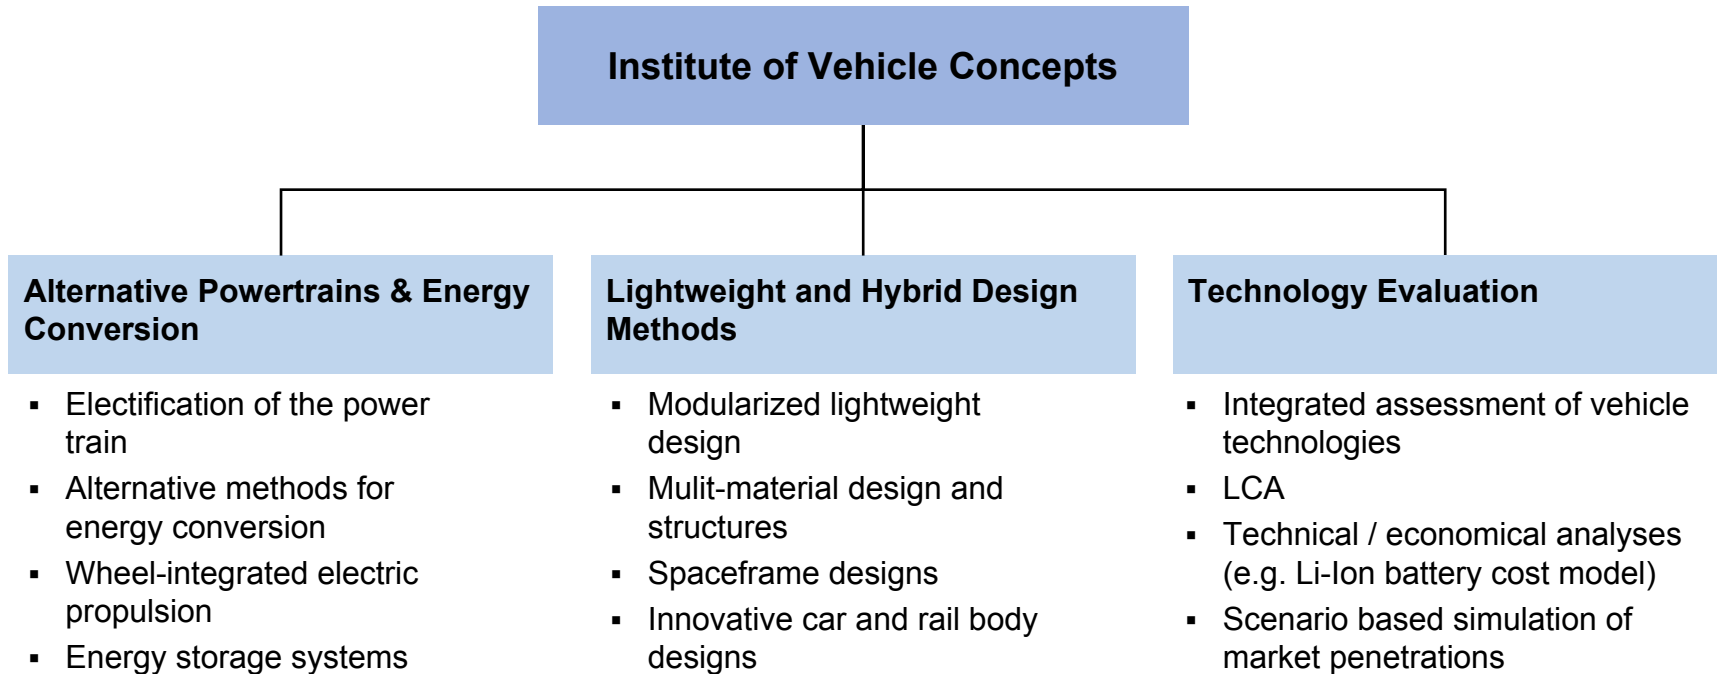 Institute of Vehicle Concepts
Alternative Powertrains & Energy
Conversion
▪ Electification of the power
train
▪ Alternative methods for
energy conversion
▪ Wheel-integrated electric
propulsion
▪ Energy storage systems
Lightweight and Hybrid Design
Methods
▪ Modularized lightweight
design
▪ Mulit-material design and
structures
▪ Spaceframe designs
▪ Innovative car and rail body
designs
Technology Evaluation
▪ Integrated assessment of vehicle
technologies
▪ LCA
▪ Technical / economical analyses
(e.g. Li-Ion battery cost model)
▪ Scenario based simulation of
market penetrations